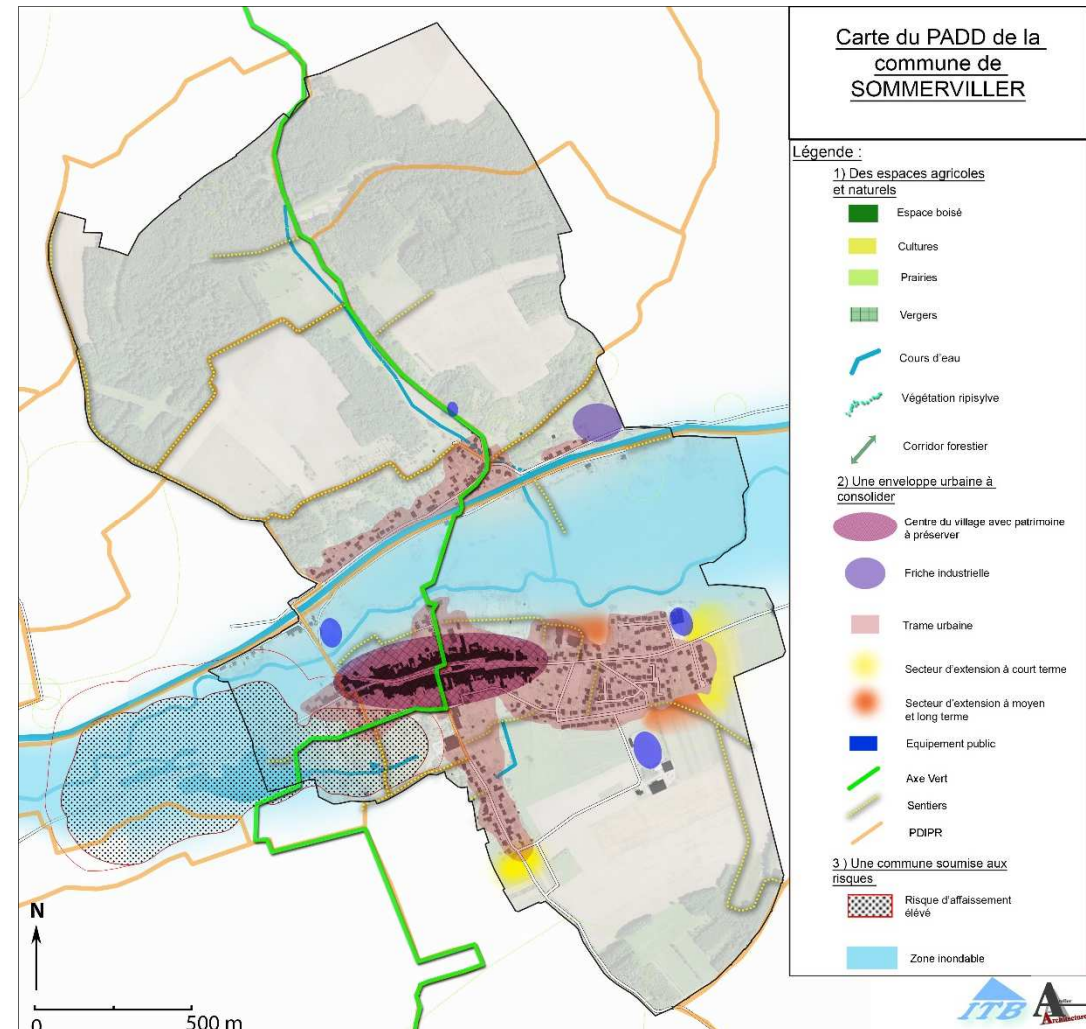 Carte du PADD de la
commune de
SOMMERVILLER
Légende :
1) Des espaces agricoles
et naturels
Espace boisé
Cultures
Prairies
Vergers
Cours d'eau
Végétation ripisylve
Corridor forestier
2) Une enveloppe urbaine à
consolider
Centre du village avec patrimoine
à préserver
Friche industrielle
Trame urbaine
Secteur d'extension à court terme
Secteur d'extension à moyen
et long terme
Equipement public
Axe Vert
Sentiers
PDIPR
3 ) Une commune soumise aux
risques
Risque d'affaissement
élévé
Zone inondable
N
0 500 m
ITB
Atelier
Architecture